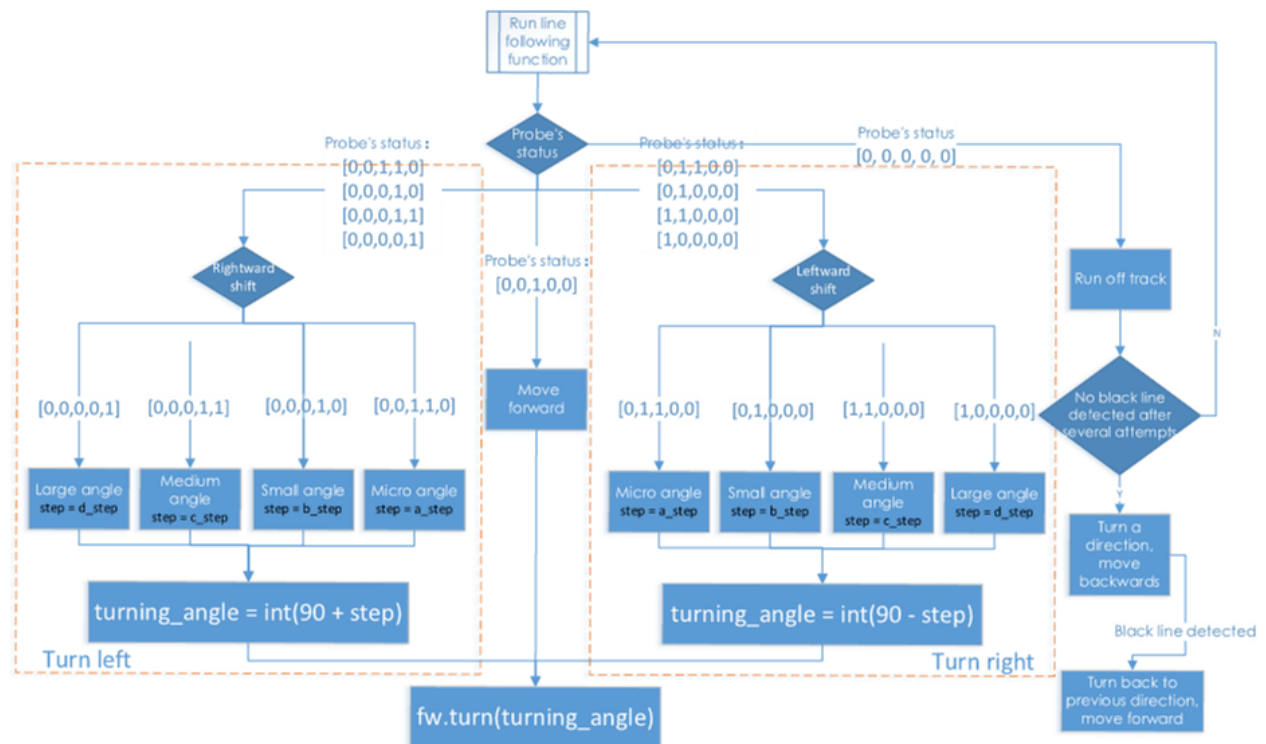 Run line
following
function
Probe's
status
Probe's status:
[0,0,1,1,0]
[0,0,0,1,0]
[0,0,0,1,1]
[0,0,0,0,1]
Probe's status:
[0,1,1,0,0]
[0,1,0,0,0]
[1,1,0,0,0]
[1,0,0,0,0]
Probe's status
[0, 0, 0, 0, 0]
Rightward
shift
Probe's status:
[0,0,1,0,0]
Leftward
shift
Run off track
N
[0,0,0,0,1]
[0,0,0,1,1]
[0,0,0,1,0]
[0,0,1,1,0]
Move
forward
[0,1,1,0,0]
[0,1,0,0,0]
[1,1,0,0,0]
[1,0,0,0,0]
No black line
detected after
several attempts
Large angle
step = d_step
Medium
angle
step = c_step
Small angle
step = b_step
Micro angle
step = a_step
Micro angle
step = a_step
Small angle
step = b_step
Medium
angle
step = c_step
Large angle
step = d_step
Y
Turn a
direction,
move
backwards
turning_angle = int(90 + step)
turning_angle = int(90 - step)
Black line detected
Turn left
Turn right
Turn back to
previous direction,
move forward
fw.turn(turning_angle)